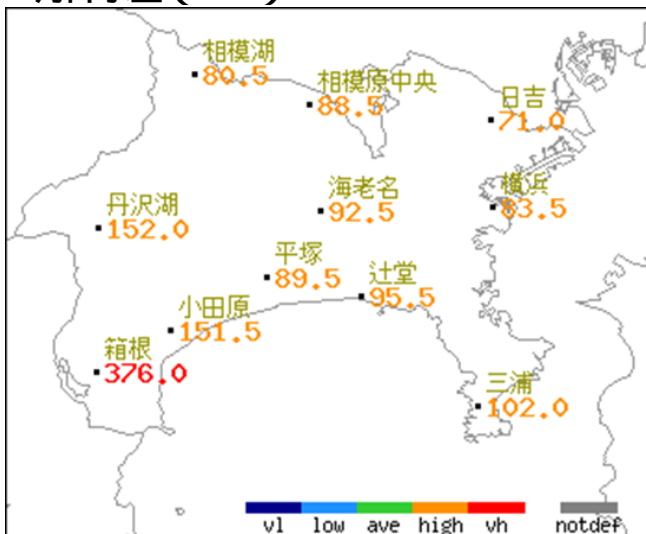 相模湖
80.5
相模原中央
88.5
日吉
71.0
海老名
92.5
横浜
83.5
丹沢湖
152.0
平塚
89.5
辻堂
95.5
小田原
151.5
箱根
376.0
三浦
102.0
vl low ave high vh notdef